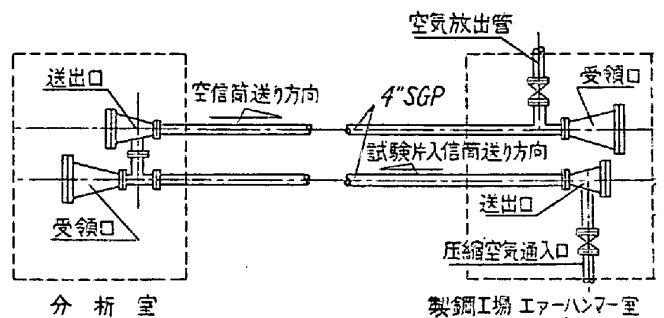 空気放出管
送出口
受領口
空信筒送り方向
4"SGP
試験片入信筒送り方向
受領口
送出口
圧縮空気通入口
分析室
製鋼工場 エアーハンマー室